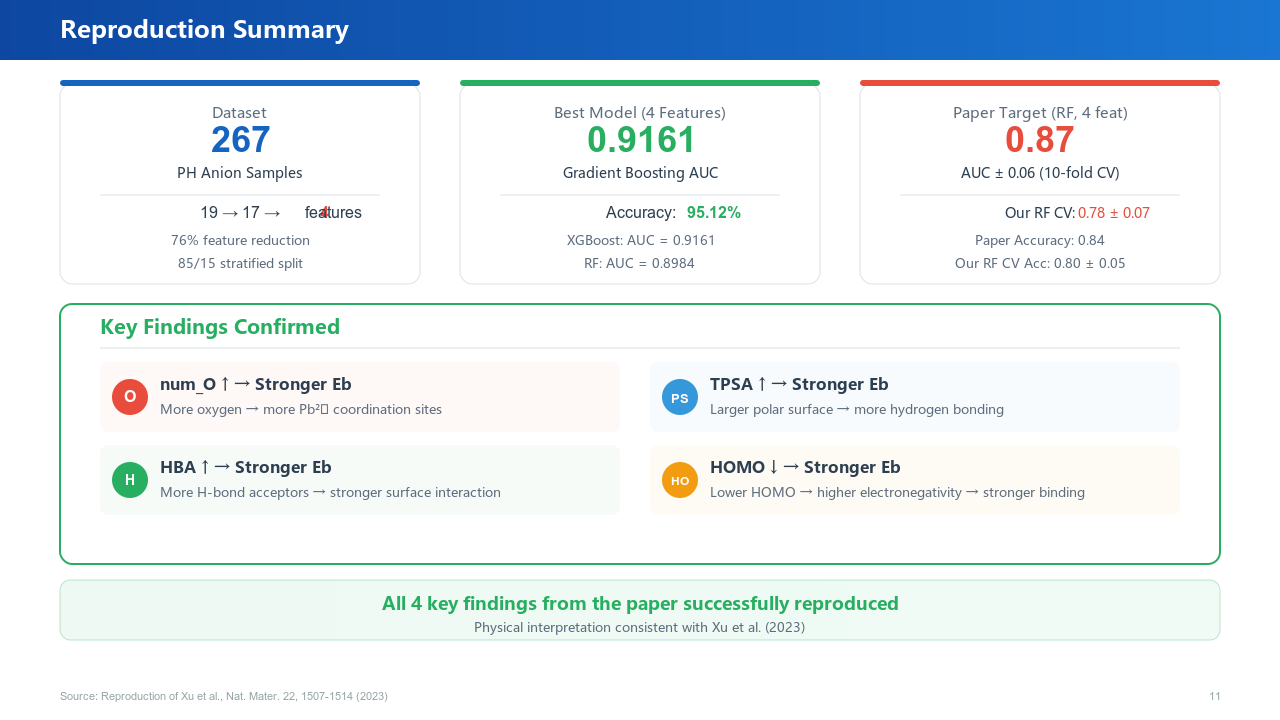 Reproduction Summary
Dataset
267
PH Anion Samples
19 → 17 → 4 features
76% feature reduction
85/15 stratified split
Best Model (4 Features)
0.9161
Gradient Boosting AUC
Accuracy: 95.12%
XGBoost: AUC = 0.9161
RF: AUC = 0.8984
Paper Target (RF, 4 feat)
0.87
AUC ± 0.06 (10-fold CV)
Our RF CV: 0.78 ± 0.07
Paper Accuracy: 0.84
Our RF CV Acc: 0.80 ± 0.05
Key Findings Confirmed
O
num_O ↑ → Stronger Eb
More oxygen → more Pb²▯ coordination sites
PS
TPSA ↑ → Stronger Eb
Larger polar surface → more hydrogen bonding
H
HBA ↑ → Stronger Eb
More H-bond acceptors → stronger surface interaction
HO
HOMO ↓ → Stronger Eb
Lower HOMO → higher electronegativity → stronger binding
All 4 key findings from the paper successfully reproduced
Physical interpretation consistent with Xu et al. (2023)
Source: Reproduction of Xu et al., Nat. Mater. 22, 1507-1514 (2023)
11